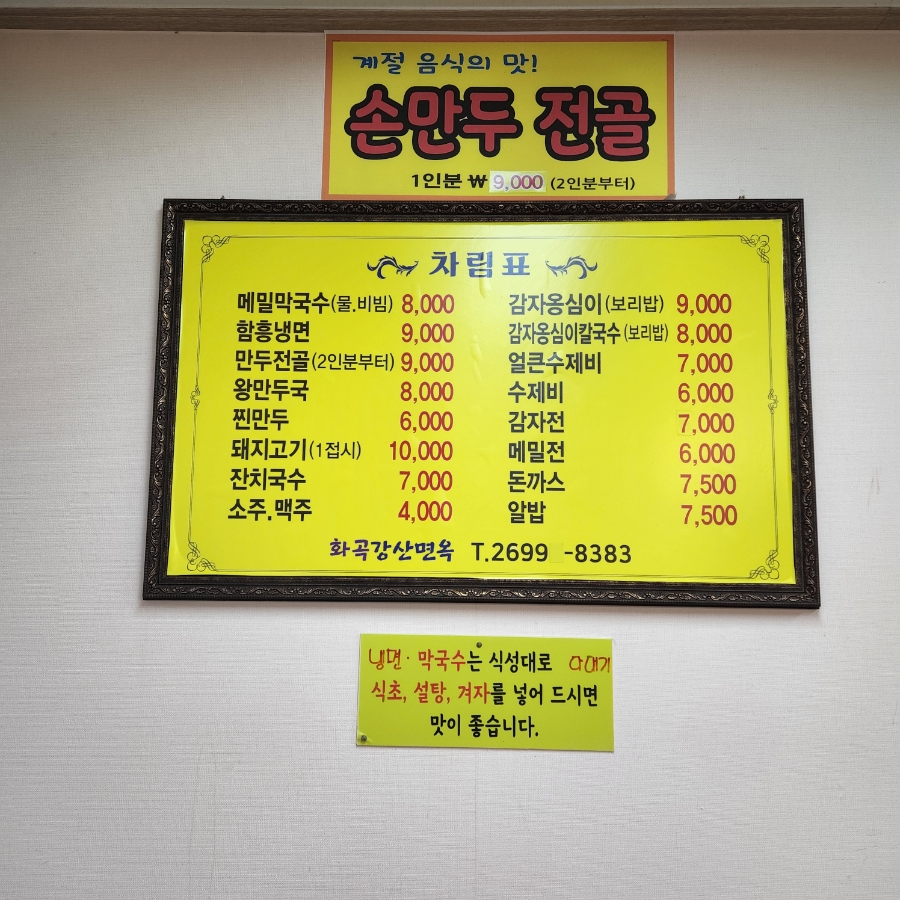 계절 음식의 맛!
손만두 전골
1인분 ₩ 9,000 (2인분부터)
차림표
메밀막국수(물.비빔) 8,000
함흥냉면 9,000
만두전골(2인분부터) 9,000
왕만두국 8,000
찐만두 6,000
돼지고기(1접시) 10,000
잔치국수 7,000
소주.맥주 4,000
감자옹심이(보리밥) 9,000
감자옹심이칼국수(보리밥) 8,000
얼큰수제비 7,000
수제비 6,000
감자전 7,000
메밀전 6,000
돈까스 7,500
알밥 7,500
화곡강산면옥 T.2699-8383
냉면·막국수는 식성대로 다대기
식초, 설탕, 겨자를 넣어 드시면
맛이 좋습니다.